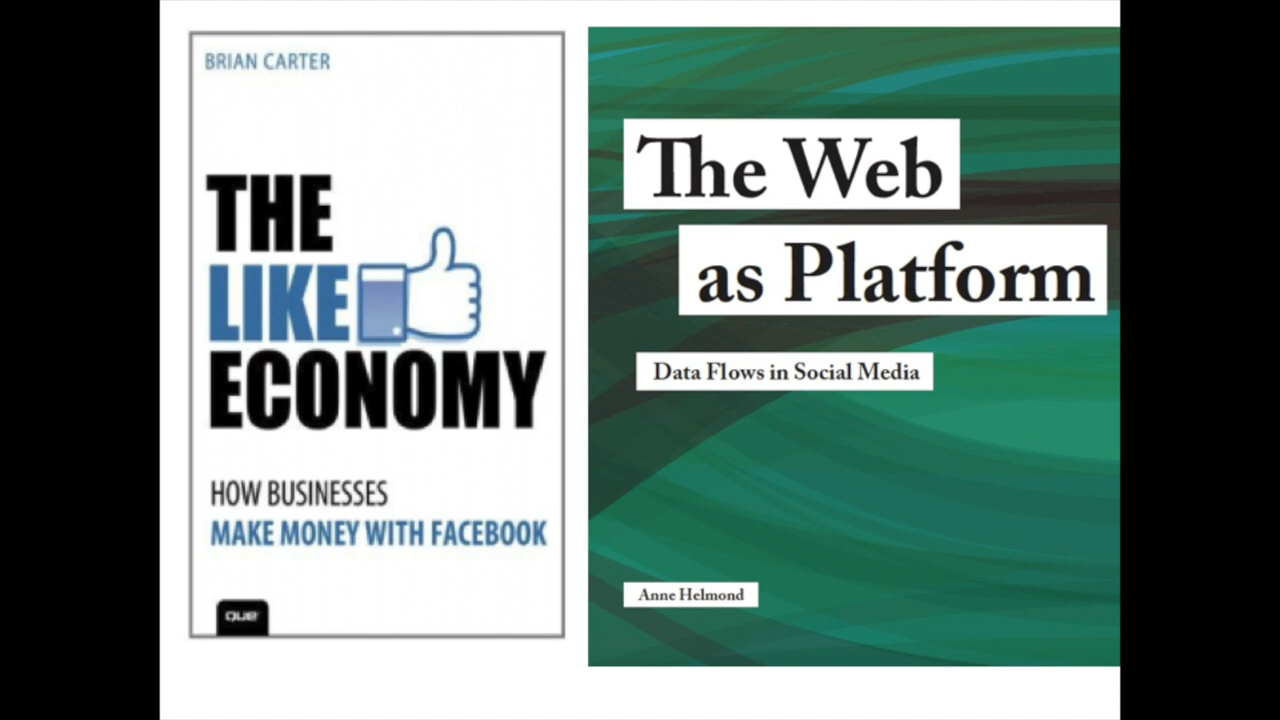 BRIAN CARTER
THE
LIKE
ECONOMY
HOW BUSINESSES
MAKE MONEY WITH FACEBOOK
que
The Web
as Platform
Data Flows in Social Media
Anne Helmond